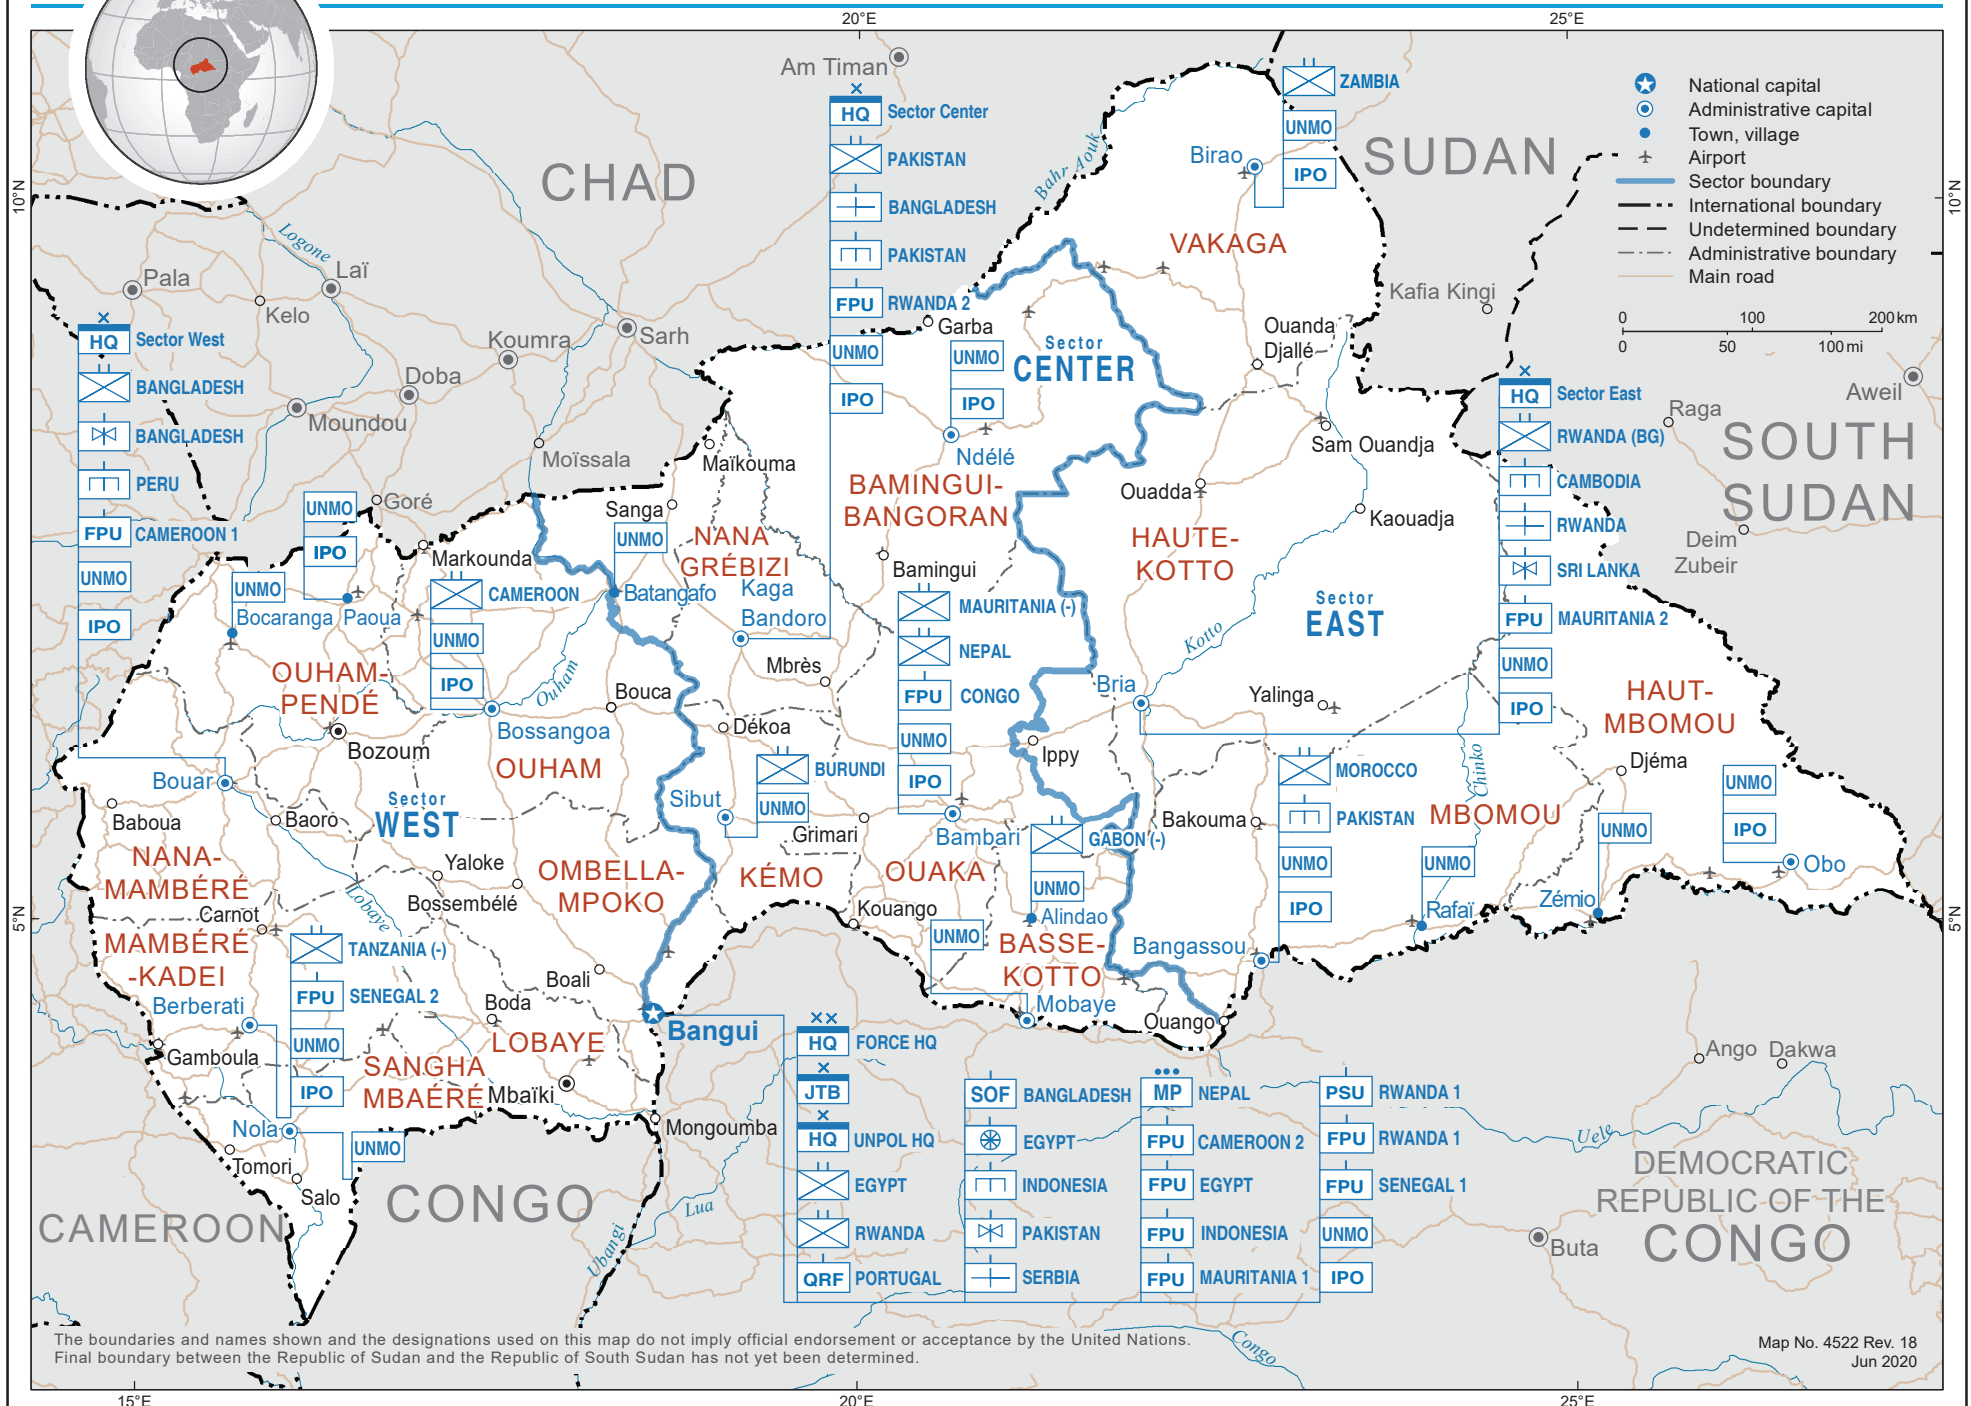 20°E
25°E
10°N
10°N
5°N
5°N
15°E
20°E
25°E
National capital
Administrative capital
Town, village
Airport
Sector boundary
International boundary
Undetermined boundary
Administrative boundary
Main road
0 100 200 km
0 50 100 mi
CHAD
SUDAN
SOUTH
SUDAN
CAMEROON
CONGO
DEMOCRATIC
REPUBLIC OF THE
CONGO
Am Timan
Bahr Aouk
Logone
Pala
Laï
Kelo
Koumra
Sarh
Doba
Moundou
Moïssala
Goré
Kafia Kingi
Raga
Aweil
Deim
Zubeir
HQ Sector Center
PAKISTAN
BANGLADESH
PAKISTAN
FPU RWANDA 2
UNMO
IPO
ZAMBIA
UNMO
IPO
Birao
VAKAGA
Garba
UNMO
IPO
Ndélé
Sector
CENTER
Ouanda
Djallé
Sam Ouandja
Ouadda
Kaouadja
HQ Sector West
BANGLADESH
BANGLADESH
PERU
FPU CAMEROON 1
UNMO
IPO
HQ Sector East
RWANDA (BG)
CAMBODIA
RWANDA
SRI LANKA
FPU MAURITANIA 2
UNMO
IPO
Maïkouma
Sanga
UNMO
NANA
GRÉBIZI
BAMINGUI-
BANGORAN
HAUTE-
KOTTO
Bamingui
Kaga
Bandoro
Batangafo
Markounda
UNMO
IPO
UNMO
Bocaranga
Paoua
CAMEROON
UNMO
IPO
Ouham
OUHAM-
PENDÉ
Bossangoa
Bouca
Bozoum
OUHAM
Mbrès
Dékoa
MAURITANIA (-)
NEPAL
FPU CONGO
UNMO
IPO
Sector
EAST
Kotto
Bria
Yalinga
Ippy
Chinko
HAUT-
MBOMOU
Djéma
Bouar
Baboua
Baoro
Sector
WEST
Sibut
BURUNDI
UNMO
Grimari
Bambari
GABON (-)
UNMO
Alindao
Bakouma
MOROCCO
PAKISTAN
UNMO
IPO
MBOMOU
UNMO
Rafaï
UNMO
Zémio
UNMO
IPO
Obo
NANA-
MAMBÉRÉ
Yaloke
Bossembélé
Lobaye
OMBELLA-
MPOKO
KÉMO
OUAKA
Kouango
UNMO
BASSE-
KOTTO
Mobaye
Bangassou
Ouango
Carnot
MAMBÉRÉ
-KADEI
Berberati
TANZANIA (-)
FPU SENEGAL 2
UNMO
IPO
Gamboula
Boali
Boda
LOBAYE
SANGHA
MBAÉRÉ
Mbaïki
Bangui
Mongoumba
Nola
UNMO
Tomori
Salo
HQ FORCE HQ
JTB
HQ UNPOL HQ
EGYPT
RWANDA
QRF PORTUGAL
SOF BANGLADESH
EGYPT
INDONESIA
PAKISTAN
SERBIA
MP NEPAL
FPU CAMEROON 2
FPU EGYPT
FPU INDONESIA
FPU MAURITANIA 1
PSU RWANDA 1
FPU RWANDA 1
FPU SENEGAL 1
UNMO
IPO
Ango
Dakwa
Uele
Buta
Lua
Ubangi
Congo
The boundaries and names shown and the designations used on this map do not imply official endorsement or acceptance by the United Nations.
Final boundary between the Republic of Sudan and the Republic of South Sudan has not yet been determined.
Map No. 4522 Rev. 18
Jun 2020